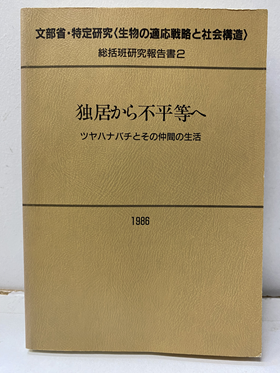 文部省・特定研究〈生物の適応戦略と社会構造〉
総括班研究報告書2
独居から不平等へ
ツヤハナバチとその仲間の生活
1986